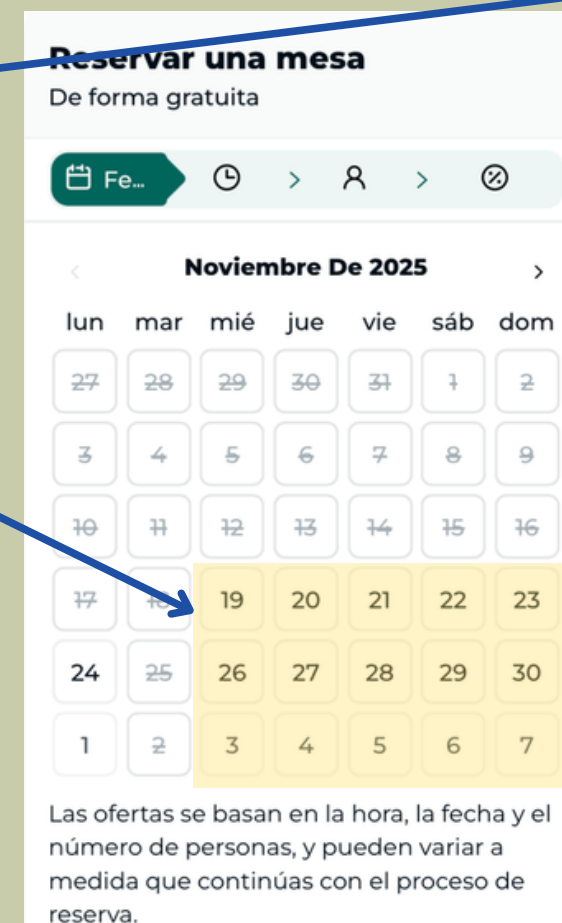 Reservar una mesa
De forma gratuita
Fe...
Noviembre De 2025
lun mar mié jue vie sáb dom
27 28 29 30 31 1 2
3 4 5 6 7 8 9
10 11 12 13 14 15 16
17 18 19 20 21 22 23
24 25 26 27 28 29 30
1 2 3 4 5 6 7
Las ofertas se basan en la hora, la fecha y el
número de personas, y pueden variar a
medida que continúas con el proceso de
reserva.